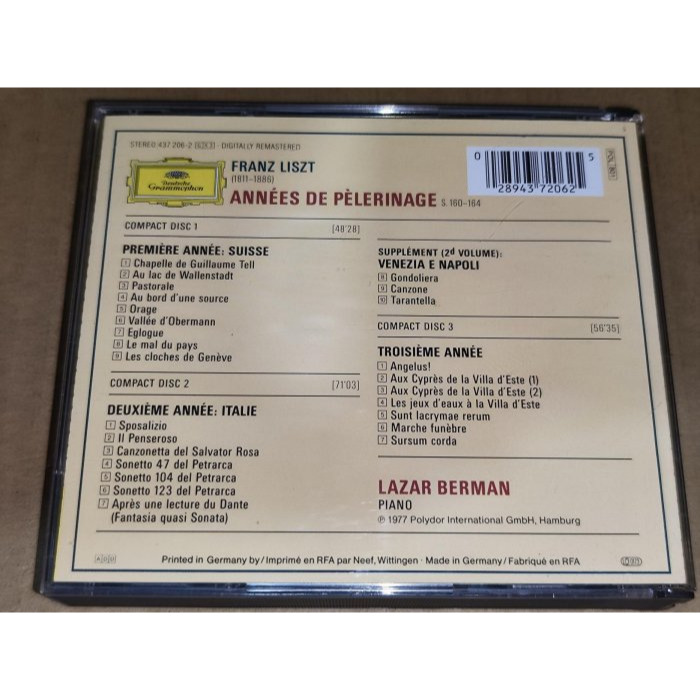 STEREO 437 206-2 GH 3 · DIGITALLY REMASTERED
Deutsche
Grammophon
FRANZ LISZT
(1811-1886)
ANNÉES DE PÈLERINAGE S. 160-164
0 28943 72062 5
COMPACT DISC 1 [48'28]
PREMIÈRE ANNÉE: SUISSE
1 Chapelle de Guillaume Tell
2 Au lac de Wallenstadt
3 Pastorale
4 Au bord d'une source
5 Orage
6 Vallée d'Obermann
7 Eglogue
8 Le mal du pays
9 Les cloches de Genève
COMPACT DISC 2 [71'03]
DEUXIÈME ANNÉE: ITALIE
1 Sposalizio
2 Il Penseroso
3 Canzonetta del Salvator Rosa
4 Sonetto 47 del Petrarca
5 Sonetto 104 del Petrarca
6 Sonetto 123 del Petrarca
7 Après une lecture du Dante
(Fantasia quasi Sonata)
SUPPLÉMENT (2d VOLUME):
VENEZIA E NAPOLI
8 Gondoliera
9 Canzone
10 Tarantella
COMPACT DISC 3 [56'35]
TROISIÈME ANNÉE
1 Angelus!
2 Aux Cyprès de la Villa d'Este (1)
3 Aux Cyprès de la Villa d'Este (2)
4 Les jeux d'eaux à la Villa d'Este
5 Sunt lacrymae rerum
6 Marche funèbre
7 Sursum corda
LAZAR BERMAN
PIANO
℗ 1977 Polydor International GmbH, Hamburg
ADD
Printed in Germany by / Imprimé en RFA par Neef, Wittingen · Made in Germany / Fabriqué en RFA